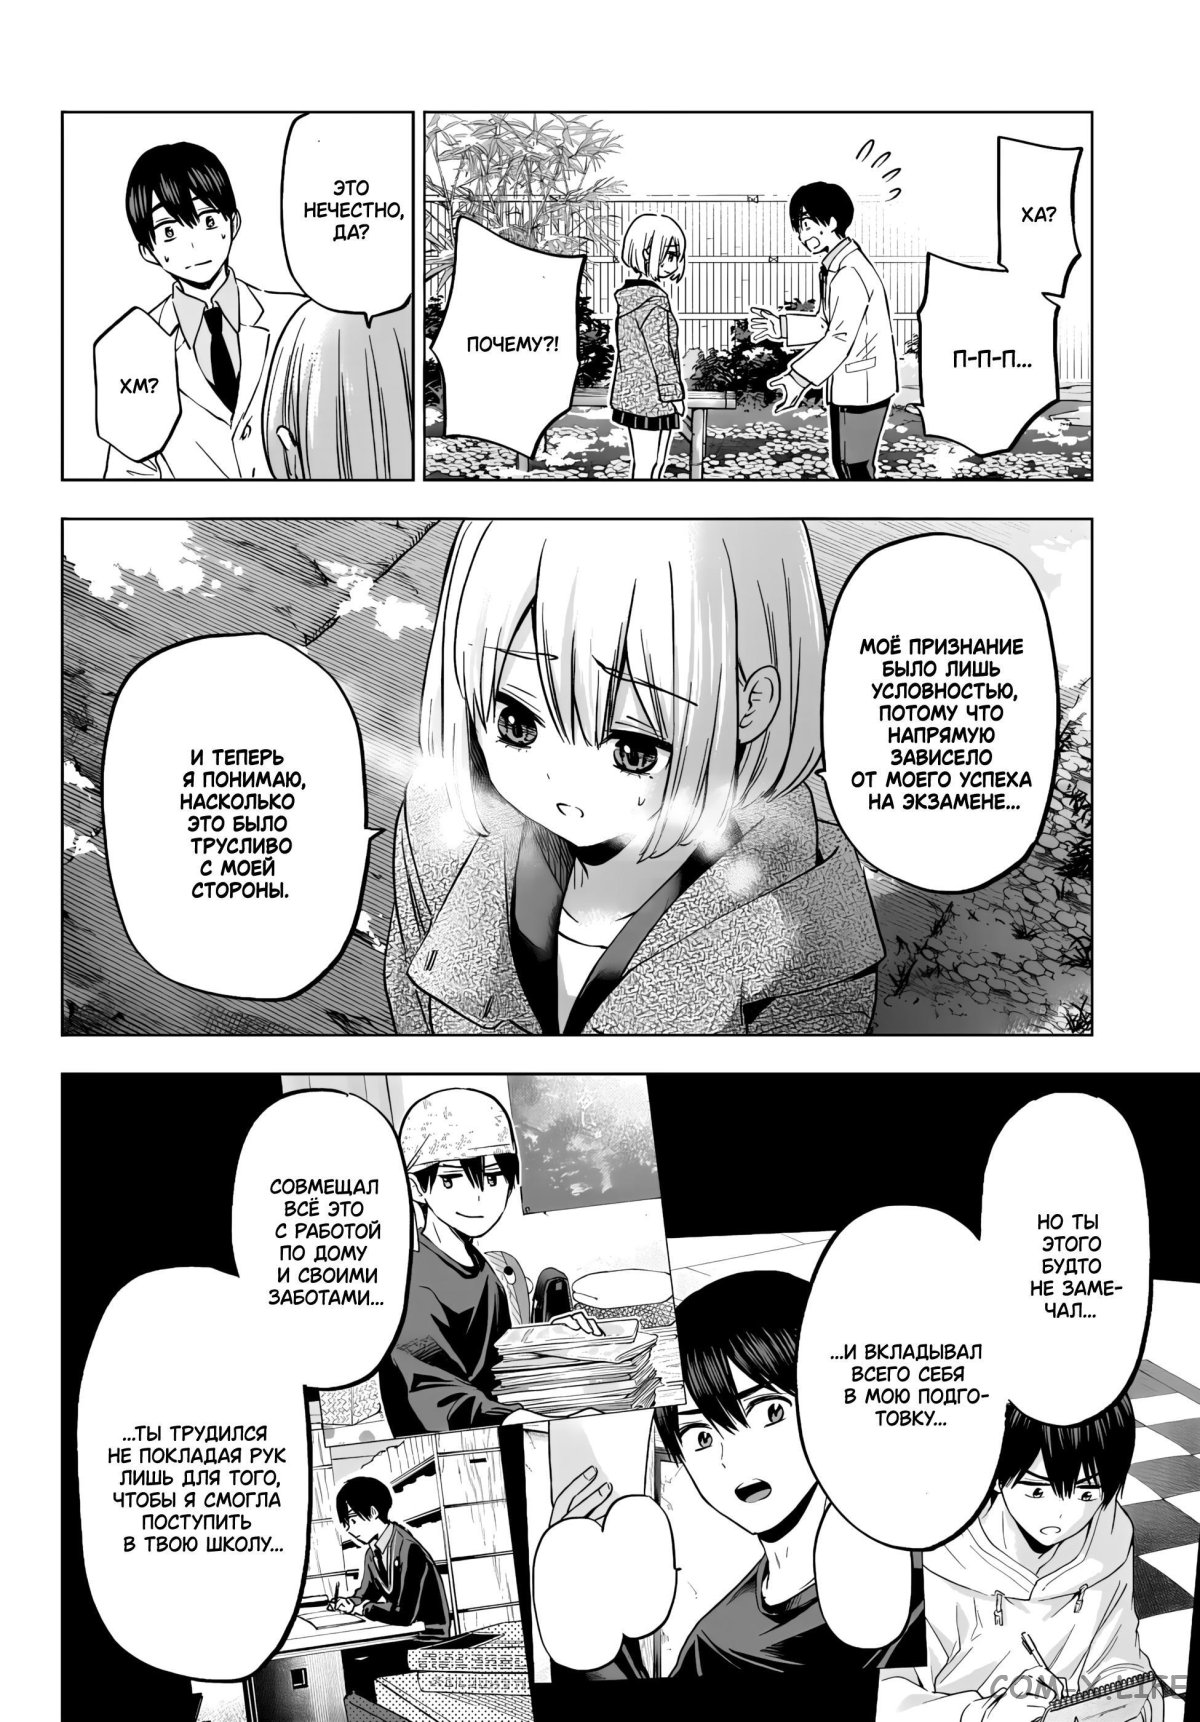 ХА?
П-П-П...
ПОЧЕМУ?!
ЭТО
НЕЧЕСТНО,
ДА?
ХМ?
МОЁ ПРИЗНАНИЕ
БЫЛО ЛИШЬ
УСЛОВНОСТЬЮ,
ПОТОМУ ЧТО
НАПРЯМУЮ
ЗАВИСЕЛО
ОТ МОЕГО УСПЕХА
НА ЭКЗАМЕНЕ...
И ТЕПЕРЬ
Я ПОНИМАЮ,
НАСКОЛЬКО
ЭТО БЫЛО
ТРУСЛИВО
С МОЕЙ
СТОРОНЫ.
НО ТЫ
ЭТОГО
БУДТО
НЕ ЗАМЕ-
ЧАЛ...
...И ВКЛАДЫВАЛ
ВСЕГО СЕБЯ
В МОЮ ПОДГО-
ТОВКУ...
СОВМЕЩАЛ
ВСЁ ЭТО
С РАБОТОЙ
ПО ДОМУ
И СВОИМИ
ЗАБОТАМИ...
...ТЫ ТРУДИЛСЯ
НЕ ПОКЛАДАЯ РУК
ЛИШЬ ДЛЯ ТОГО,
ЧТОБЫ Я СМОГЛА
ПОСТУПИТЬ
В ТВОЮ ШКОЛУ...
COM-X.LIFE